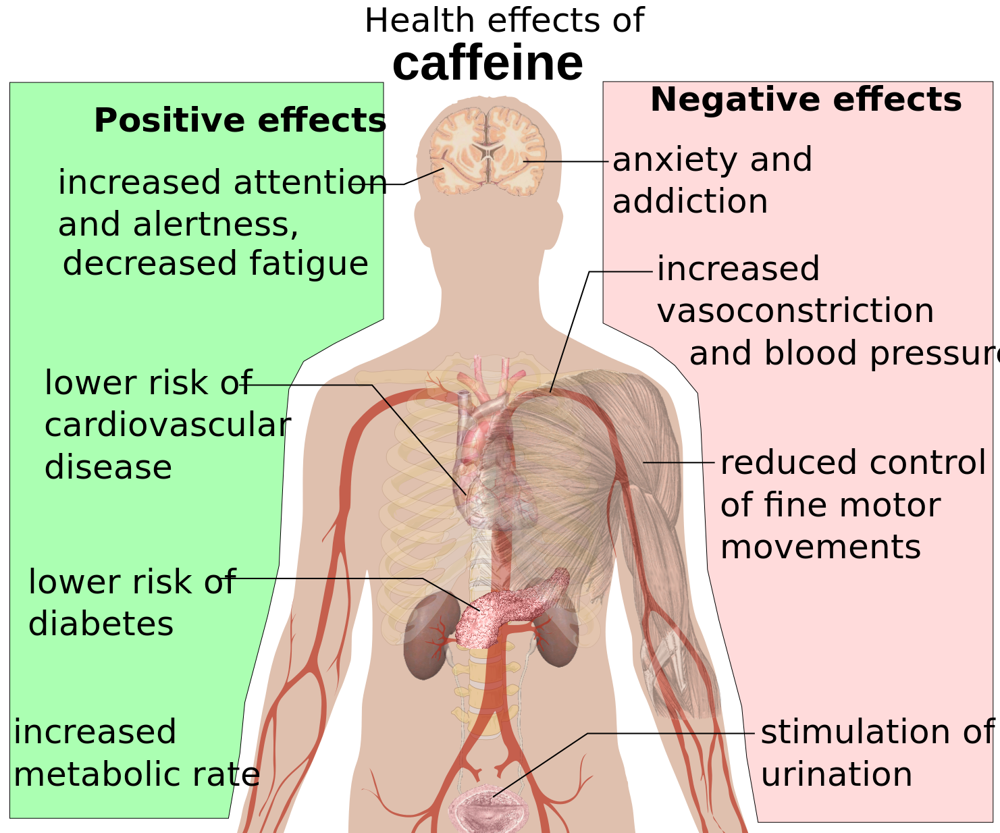 Health effects of
caffeine
Positive effects
increased attention
and alertness,
decreased fatigue
lower risk of
cardiovascular
disease
lower risk of
diabetes
increased
metabolic rate
Negative effects
anxiety and
addiction
increased
vasoconstriction
and blood pressure
reduced control
of fine motor
movements
stimulation of
urination